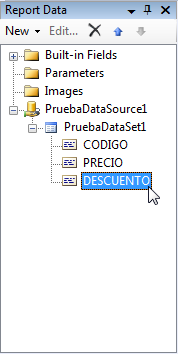 Report Data
New Edit...
Built-in Fields
Parameters
Images
PruebaDataSource1
PruebaDataSet1
CODIGO
PRECIO
DESCUENTO